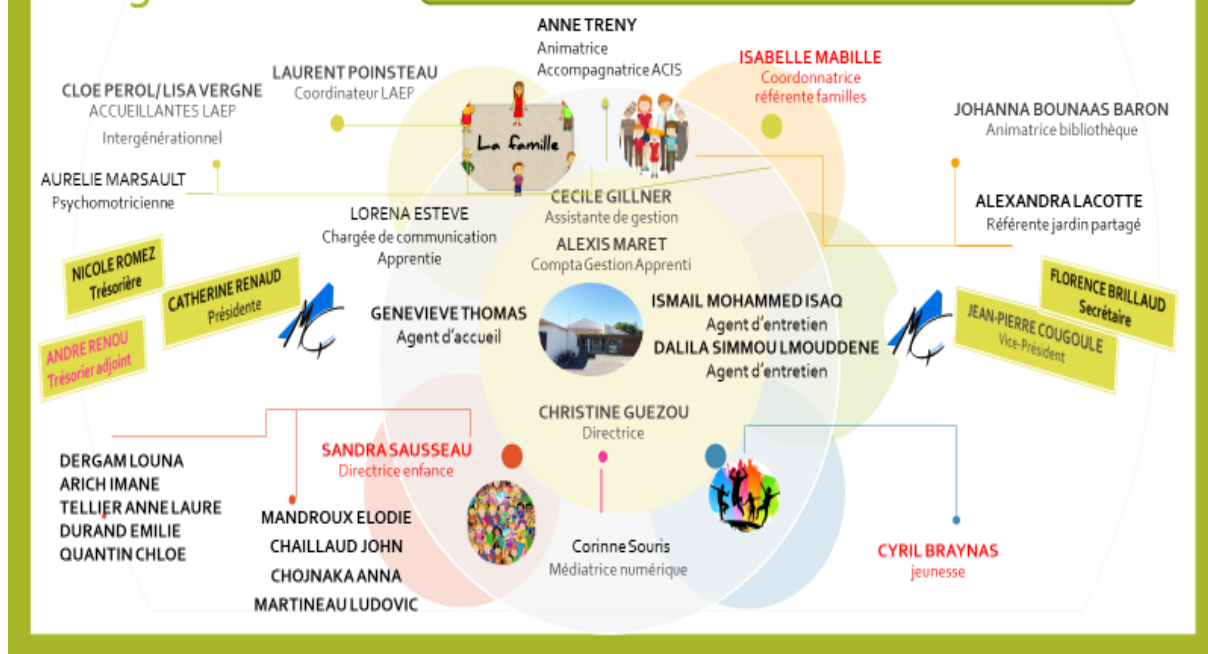 ANNE TRENY
Animatrice
Accompagnatrice ACIS
ISABELLE MABILLE
Coordonnatrice
référente familles
LAURENT POINSTEAU
Coordinateur LAEP
CLOE PEROL/ LISA VERGNE
ACCUEILLANTES LAEP
Intergénérationnel
JOHANNA BOUNAAS BARON
Animatrice bibliothèque
La famille
AURELIE MARSAULT
Psychomotricienne
CECILE GILLNER
Assistante de gestion
ALEXANDRA LACOTTE
Référente jardin partagé
LORENA ESTEVE
Chargée de communication
Apprentie
ALEXIS MARET
Compta Gestion Apprenti
NICOLE ROMEZ
Trésorière
CATHERINE RENAUD
Présidente
ANDRE RENOU
Trésorier adjoint
GENEVIEVE THOMAS
Agent d'accueil
ISMAIL MOHAMMED ISAQ
Agent d'entretien
DALILA SIMMOU LMOUDDENE
Agent d'entretien
FLORENCE BRILLAUD
Secrétaire
JEAN-PIERRE COUGOULE
Vice-Président
CHRISTINE GUEZOU
Directrice
SANDRA SAUSSEAU
Directrice enfance
DERGAM LOUNA
ARICH IMANE
TELLIER ANNE LAURE
DURAND EMILIE
QUANTIN CHLOE
MANDROUX ELODIE
CHAILLAUD JOHN
CHOJNAKA ANNA
MARTINEAU LUDOVIC
Corinne Souris
Médiatrice numérique
CYRIL BRAYNAS
jeunesse